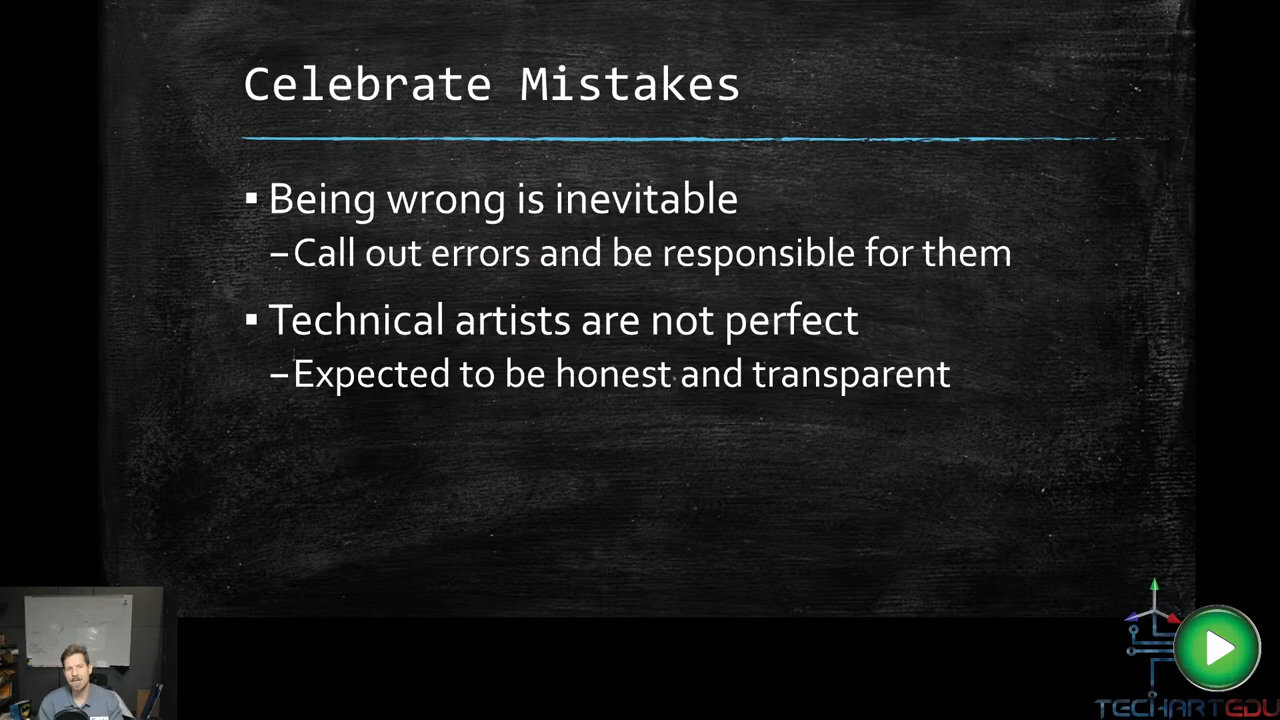 Celebrate Mistakes
▪ Being wrong is inevitable
–Call out errors and be responsible for them
▪ Technical artists are not perfect
–Expected to be honest and transparent
TECHARTEDU